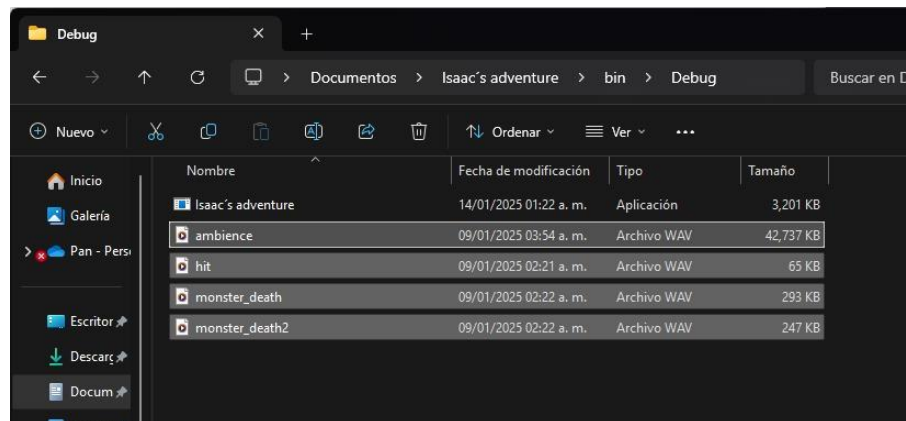 Debug
Documentos > Isaac´s adventure > bin > Debug Buscar en D
Nuevo Ordenar Ver
Nombre Fecha de modificación Tipo Tamaño
Inicio
Isaac´s adventure 14/01/2025 01:22 a. m. Aplicación 3,201 KB
Galería
ambience 09/01/2025 03:54 a. m. Archivo WAV 42,737 KB
Pan - Perso
hit 09/01/2025 02:21 a. m. Archivo WAV 65 KB
monster_death 09/01/2025 02:22 a. m. Archivo WAV 293 KB
Escritor
monster_death2 09/01/2025 02:22 a. m. Archivo WAV 247 KB
Descarg
Docum